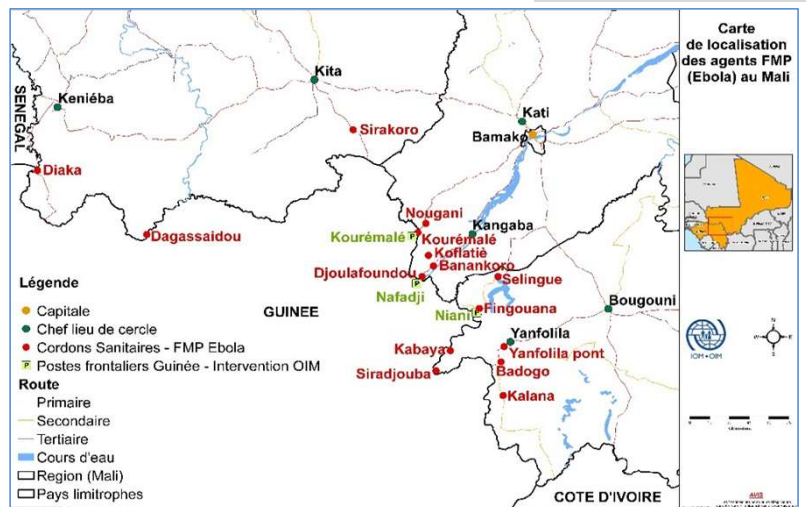 Carte
de localisation
des agents FMP
(Ebola) au Mali
SENEGAL
Keniéba
Kita
Sirakoro
Kati
Bamako
Diaka
Dagassaidou
Nougani
Kangaba
Kourémalé
Kourémalé
Koflatiè
Banankoro
Djoulafoundou
Selingue
Nafadji
GUINEE
Niani
Fingouana
Bougouni
Yanfolila
Kabaya
Yanfolila pont
Siradjouba
Badogo
Kalana
COTE D'IVOIRE
Légende
Capitale
Chef lieu de cercle
Cordons Sanitaires - FMP Ebola
P Postes frontaliers Guinée - Intervention OIM
Route
Primaire
Secondaire
Tertiaire
Cours d'eau
Region (Mali)
Pays limitrophes
IOM • OIM
AVIS